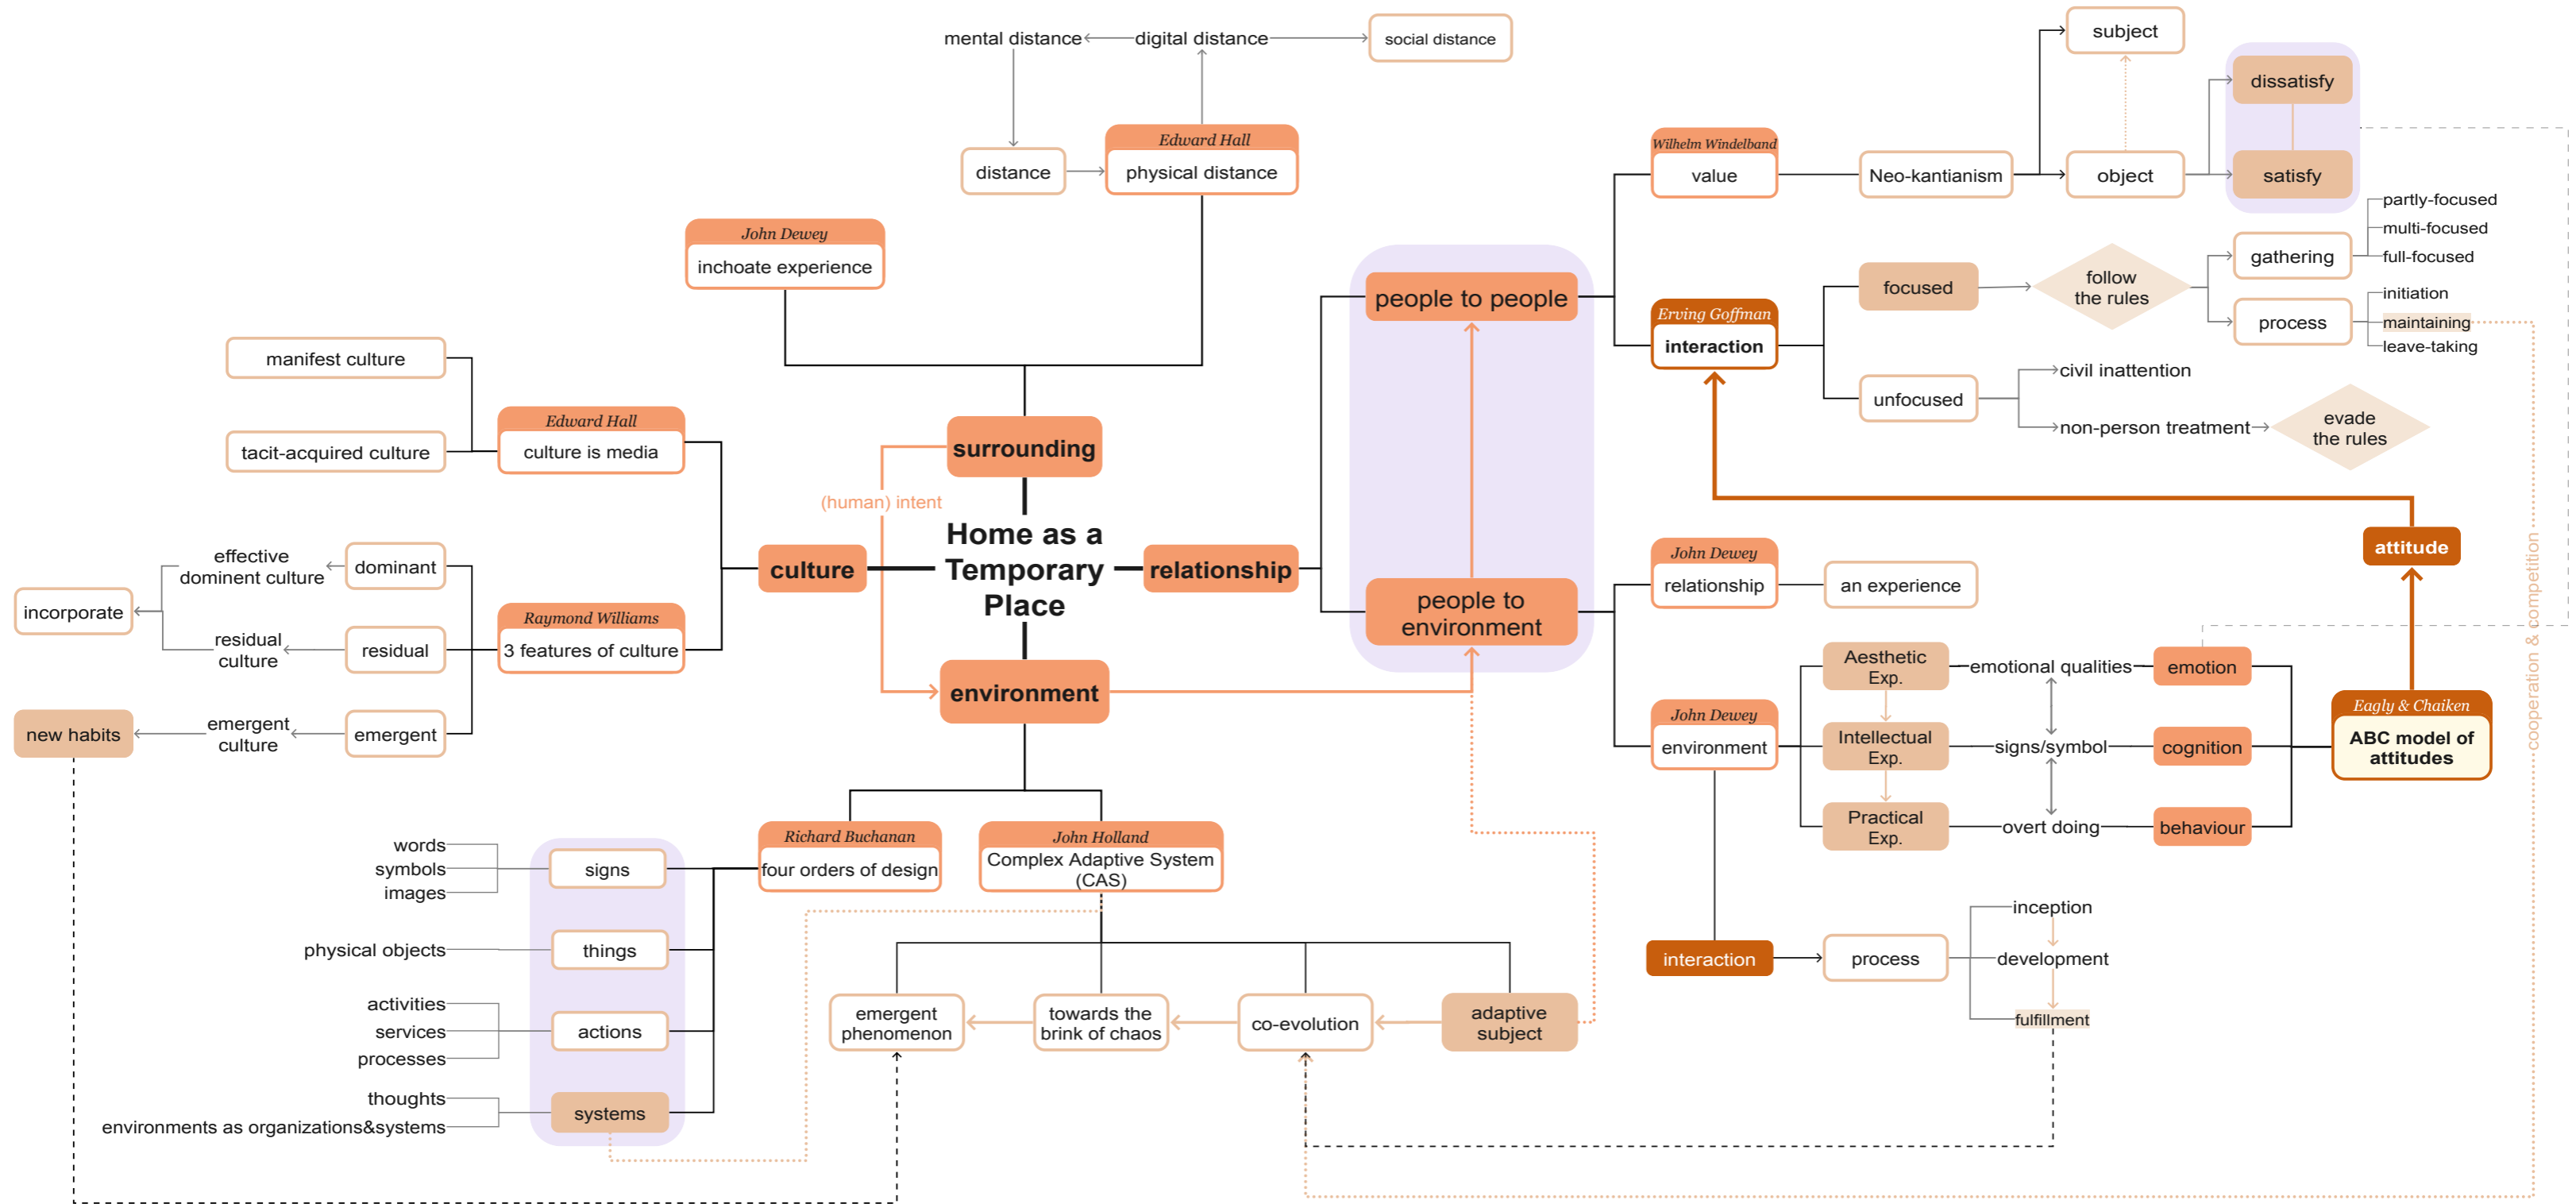 mental distance
digital distance
social distance
Edward Hall
physical distance
distance
John Dewey
inchoate experience
surrounding
(human) intent
Home as a
Temporary
Place
culture
relationship
environment
manifest culture
tacit-acquired culture
Edward Hall
culture is media
effective
dominent culture
dominant
incorporate
residual
culture
residual
Raymond Williams
3 features of culture
new habits
emergent
culture
emergent
Richard Buchanan
four orders of design
words
symbols
images
signs
physical objects
things
activities
services
processes
actions
thoughts
environments as organizations&systems
systems
John Holland
Complex Adaptive System
(CAS)
emergent
phenomenon
towards the
brink of chaos
co-evolution
adaptive
subject
people to people
people to
environment
Wilhelm Windelband
value
Neo-kantianism
subject
object
dissatisfy
satisfy
Erving Goffman
interaction
focused
follow
the rules
gathering
partly-focused
multi-focused
full-focused
process
initiation
maintaining
leave-taking
unfocused
civil inattention
non-person treatment
evade
the rules
attitude
cooperation & competition
John Dewey
relationship
an experience
John Dewey
environment
Aesthetic
Exp.
emotional qualities
emotion
Intellectual
Exp.
signs/symbol
cognition
Practical
Exp.
overt doing
behaviour
Eagly & Chaiken
ABC model of
attitudes
interaction
process
inception
development
fulfillment